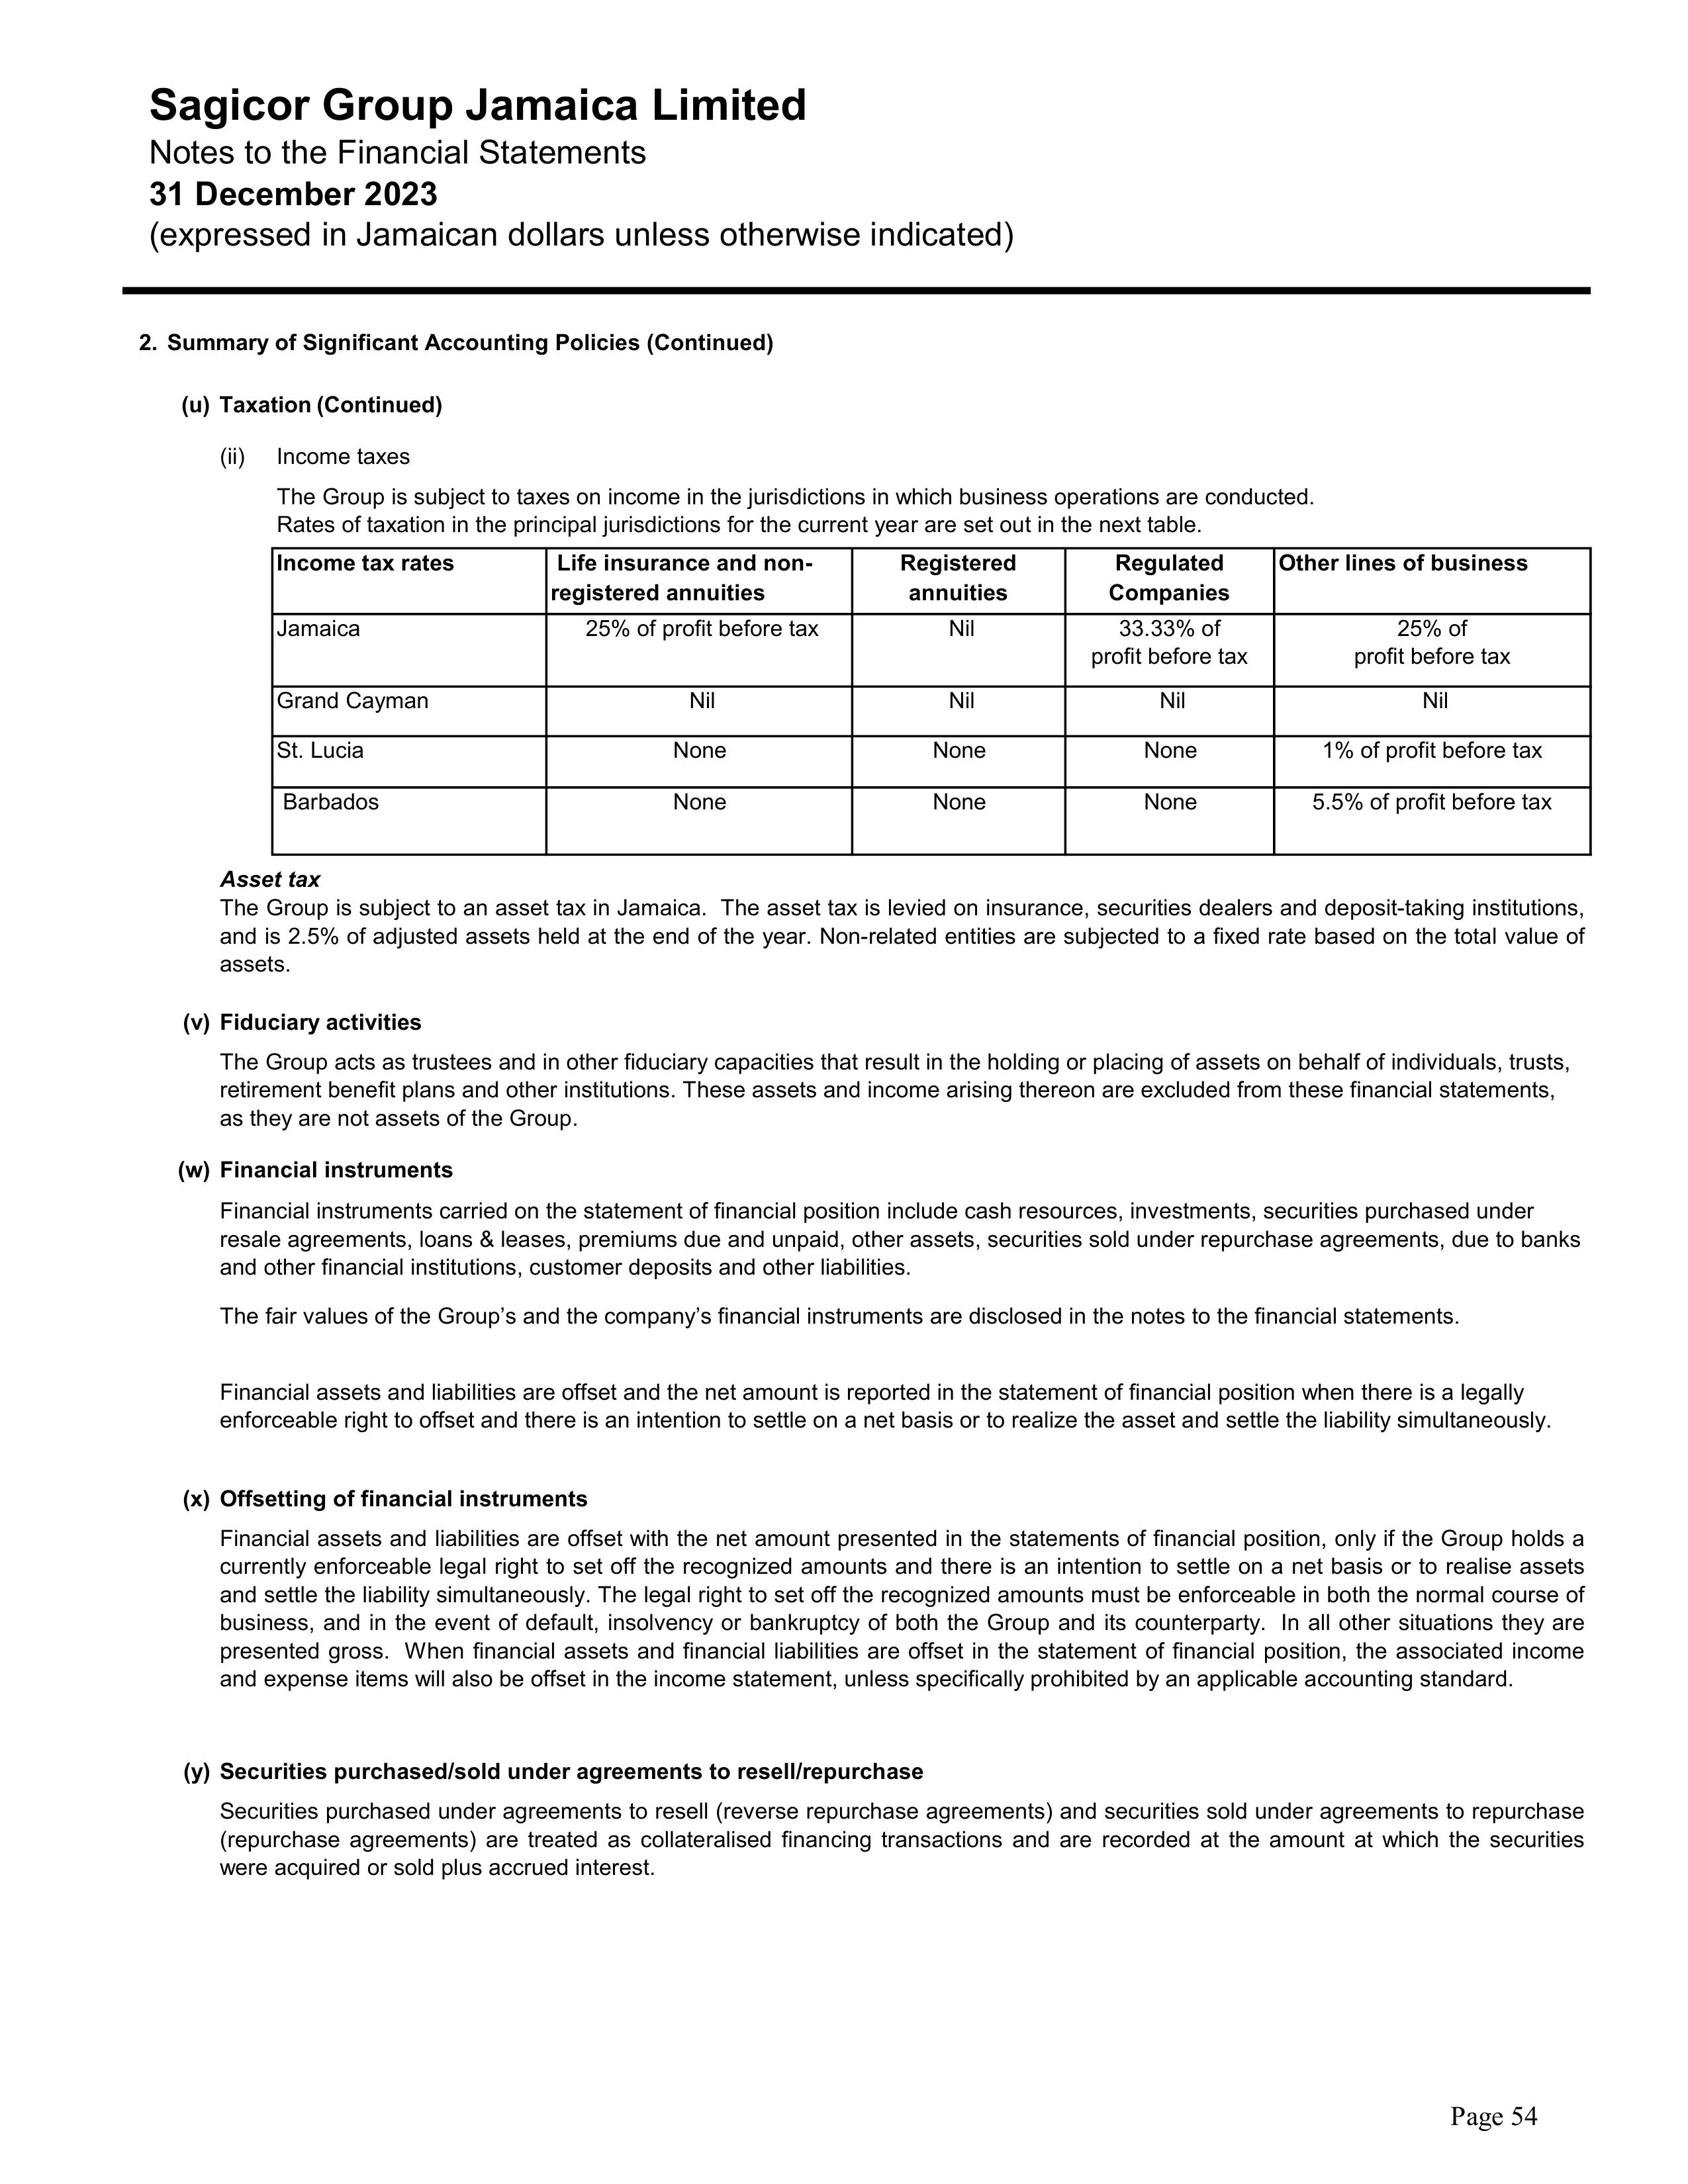 Sagicor Group Jamaica Limited
Notes to the Financial Statements
31 December 2023
(expressed in Jamaican dollars unless otherwise indicated)
2. Summary of Significant Accounting Policies (Continued)
(u) Taxation (Continued)
(ii) Income taxes
The Group is subject to taxes on income in the jurisdictions in which business operations are conducted.
Rates of taxation in the principal jurisdictions for the current year are set out in the next table.
Income tax rates Life insurance and non- Registered Regulated Other lines of business
registered annuities annuities Companies
Jamaica 25% of profit before tax Nil 33.33% of 25% of
profit before tax profit before tax
Grand Cayman Nil Nil Nil Nil
St. Lucia None None None 1% of profit before tax
Barbados None None None 5.5% of profit before tax
Asset tax
The Group is subject to an asset tax in Jamaica. The asset tax is levied on insurance, securities dealers and deposit-taking institutions,
and is 2.5% of adjusted assets held at the end of the year. Non-related entities are subjected to a fixed rate based on the total value of
assets.
(v) Fiduciary activities
The Group acts as trustees and in other fiduciary capacities that result in the holding or placing of assets on behalf of individuals, trusts,
retirement benefit plans and other institutions. These assets and income arising thereon are excluded from these financial statements,
as they are not assets of the Group.
(w) Financial instruments
Financial instruments carried on the statement of financial position include cash resources, investments, securities purchased under
resale agreements, loans & leases, premiums due and unpaid, other assets, securities sold under repurchase agreements, due to banks
and other financial institutions, customer deposits and other liabilities.
The fair values of the Group’s and the company’s financial instruments are disclosed in the notes to the financial statements.
Financial assets and liabilities are offset and the net amount is reported in the statement of financial position when there is a legally
enforceable right to offset and there is an intention to settle on a net basis or to realize the asset and settle the liability simultaneously.
(x) Offsetting of financial instruments
Financial assets and liabilities are offset with the net amount presented in the statements of financial position, only if the Group holds a
currently enforceable legal right to set off the recognized amounts and there is an intention to settle on a net basis or to realise assets
and settle the liability simultaneously. The legal right to set off the recognized amounts must be enforceable in both the normal course of
business, and in the event of default, insolvency or bankruptcy of both the Group and its counterparty. In all other situations they are
presented gross. When financial assets and financial liabilities are offset in the statement of financial position, the associated income
and expense items will also be offset in the income statement, unless specifically prohibited by an applicable accounting standard.
(y) Securities purchased/sold under agreements to resell/repurchase
Securities purchased under agreements to resell (reverse repurchase agreements) and securities sold under agreements to repurchase
(repurchase agreements) are treated as collateralised financing transactions and are recorded at the amount at which the securities
were acquired or sold plus accrued interest.
Page 54